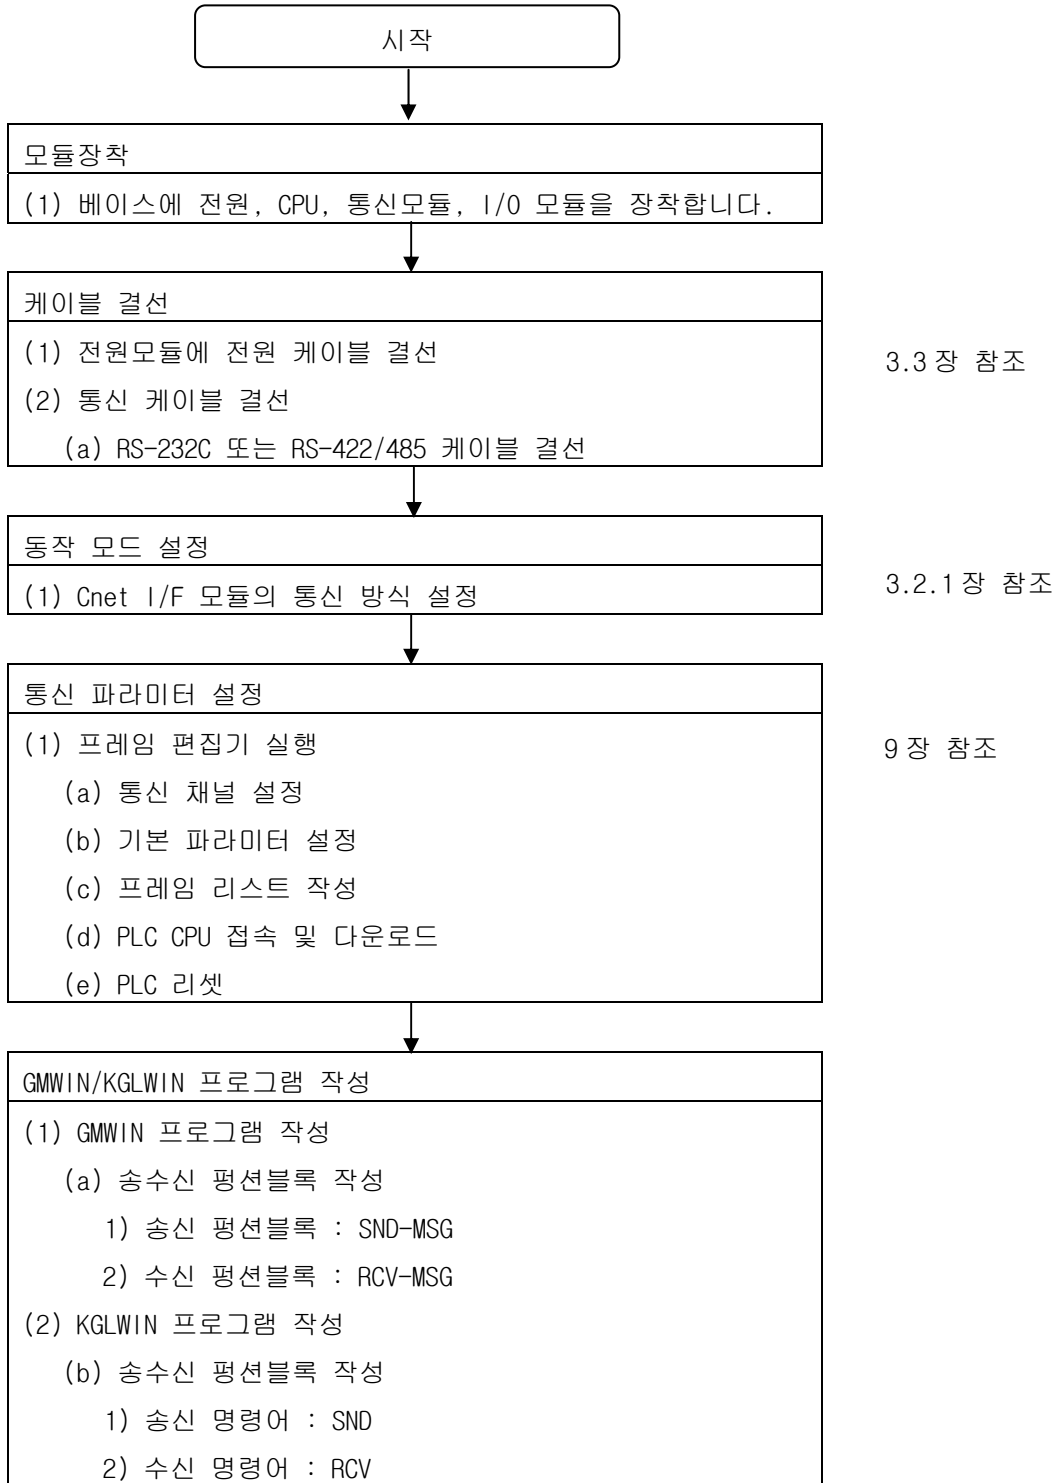 시작
모듈장착
(1) 베이스에 전원, CPU, 통신모듈, I/O 모듈을 장착합니다.
케이블 결선
(1) 전원모듈에 전원 케이블 결선
3.3장 참조
(2) 통신 케이블 결선
(a) RS-232C 또는 RS-422/485 케이블 결선
동작 모드 설정
(1) Cnet I/F 모듈의 통신 방식 설정
3.2.1장 참조
통신 파라미터 설정
(1) 프레임 편집기 실행
9장 참조
(a) 통신 채널 설정
(b) 기본 파라미터 설정
(c) 프레임 리스트 작성
(d) PLC CPU 접속 및 다운로드
(e) PLC 리셋
GMWIN/KGLWIN 프로그램 작성
(1) GMWIN 프로그램 작성
(a) 송수신 펑션블록 작성
1) 송신 펑션블록 : SND-MSG
2) 수신 펑션블록 : RCV-MSG
(2) KGLWIN 프로그램 작성
(b) 송수신 펑션블록 작성
1) 송신 명령어 : SND
2) 수신 명령어 : RCV